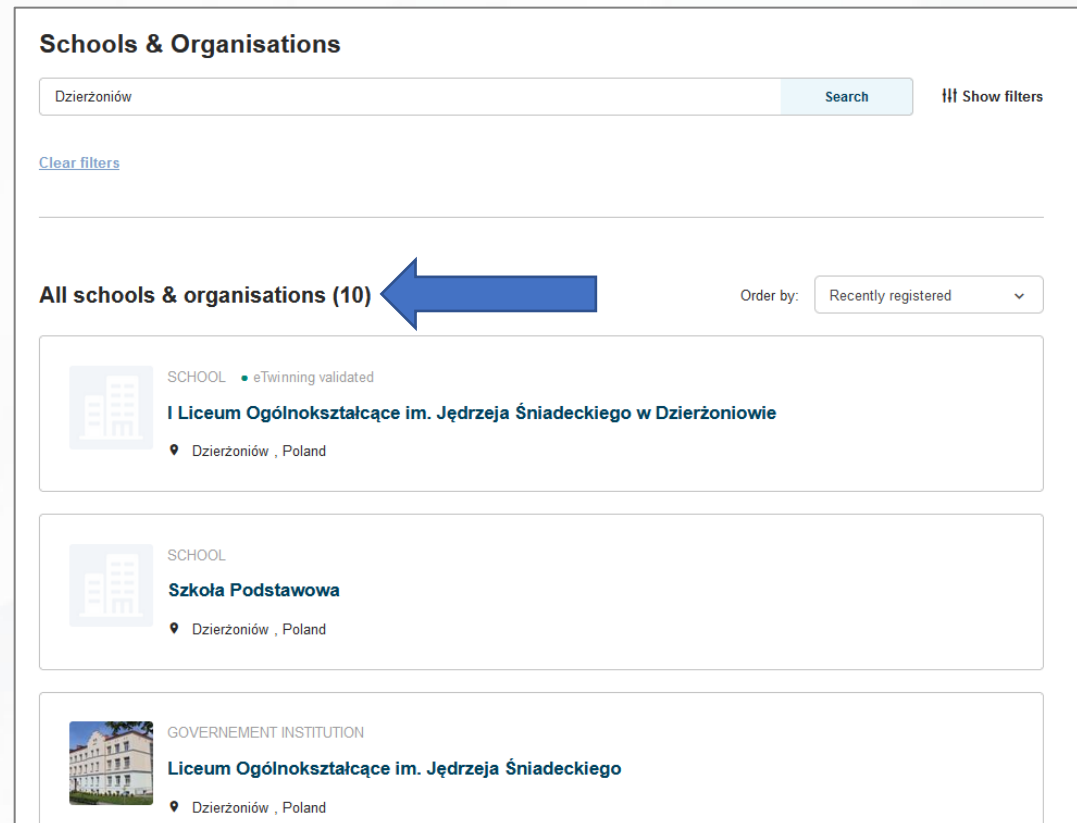 Schools & Organisations
Dzierżoniów
Search
Show filters
Clear filters
All schools & organisations (10)
Order by:
Recently registered
SCHOOL • eTwinning validated
I Liceum Ogólnokształcące im. Jędrzeja Śniadeckiego w Dzierżoniowie
Dzierżoniów , Poland
SCHOOL
Szkoła Podstawowa
Dzierżoniów , Poland
GOVERNEMENT INSTITUTION
Liceum Ogólnokształcące im. Jędrzeja Śniadeckiego
Dzierżoniów , Poland